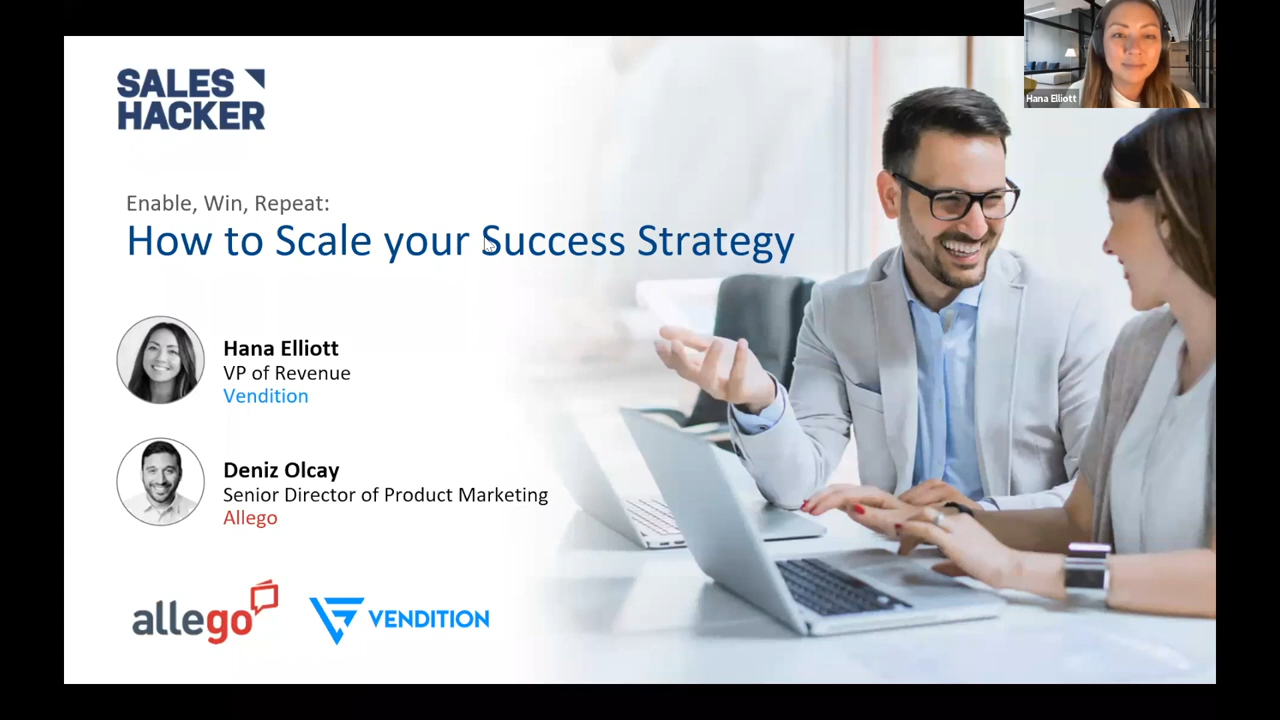 SALES
HACKER
Hana Elliott
Enable, Win, Repeat:
How to Scale your Success Strategy
Hana Elliott
VP of Revenue
Vendition
Deniz Olcay
Senior Director of Product Marketing
Allego
allego
VENDITION